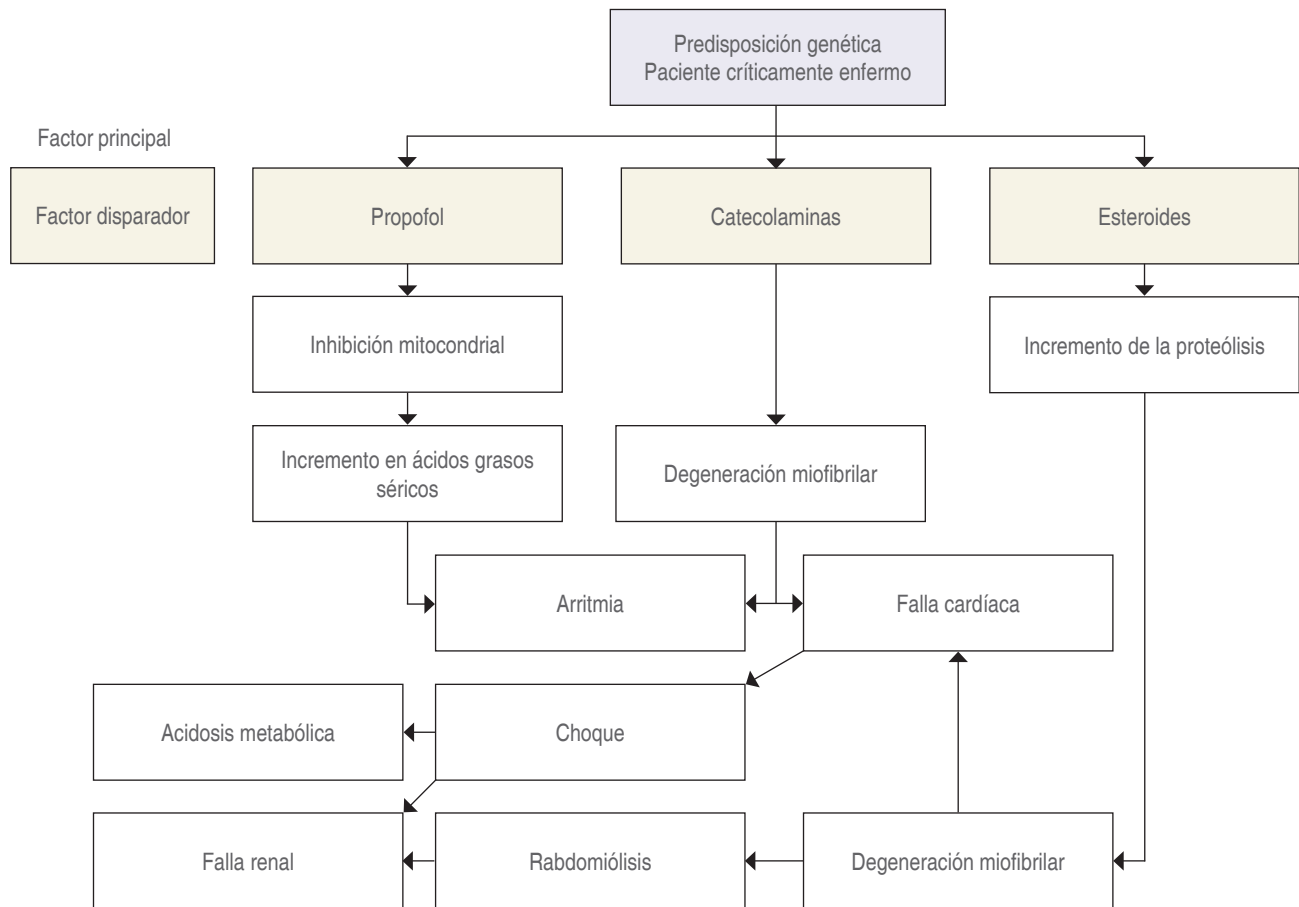 Predisposición genética
Paciente críticamente enfermo
Factor principal
Factor disparador
Propofol
Catecolaminas
Esteroides
Inhibición mitocondrial
Incremento de la proteólisis
Incremento en ácidos grasos
séricos
Degeneración miofibrilar
Arritmia
Falla cardíaca
Acidosis metabólica
Choque
Falla renal
Rabdomiólisis
Degeneración miofibrilar